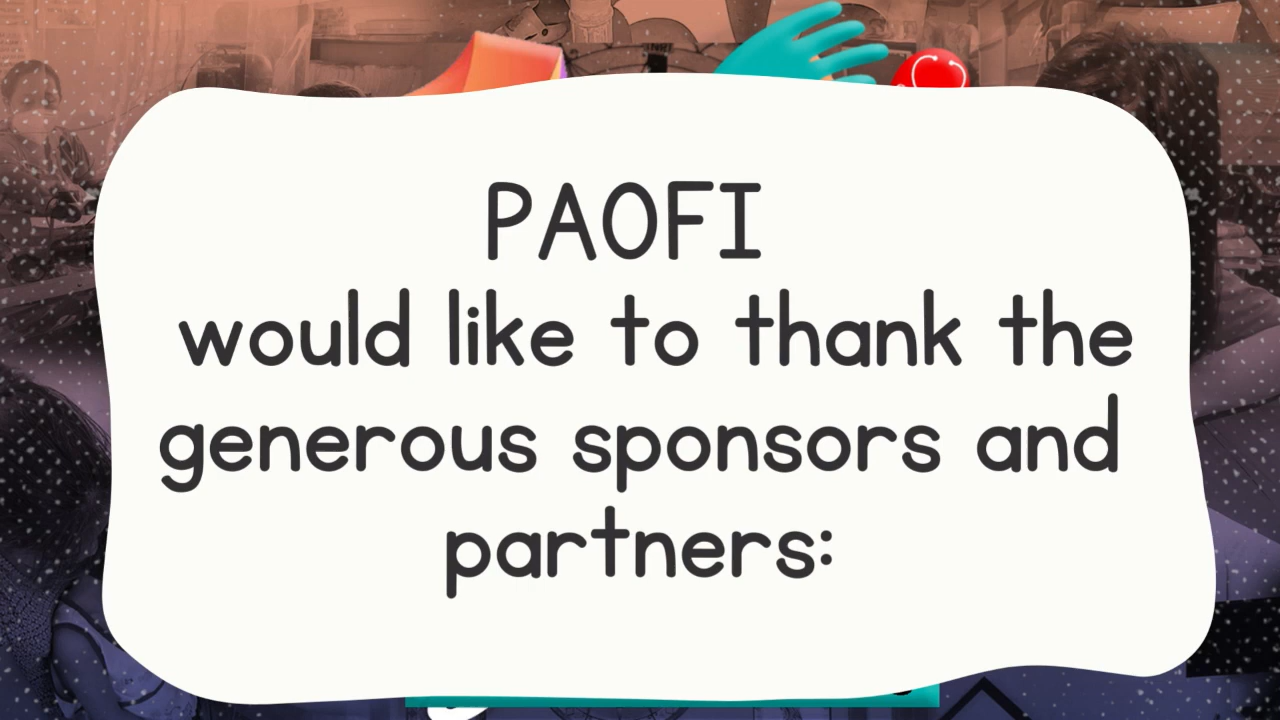 PAOFI
would like to thank the
generous sponsors and
partners: